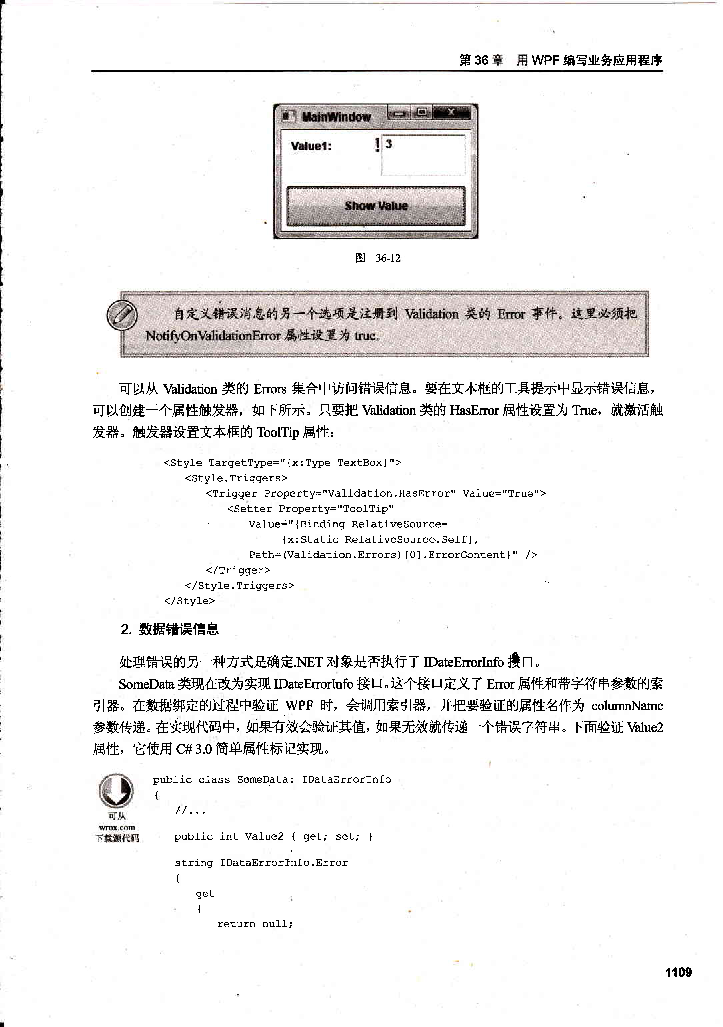 第 36 章 用 WPF 编写业务应用程序
MainWindow
Value1:
! 3
Show Value
图 36-12
自定义错误消息的另一个选项是注册到 Validation 类的 Error 事件。这里必须把
NotifyOnValidationError 属性设置为 true。
可以从 Validation 类的 Errors 集合中访问错误信息。要在文本框的工具提示中显示错误信息，
可以创建一个属性触发器，如下所示。只要把 Validation 类的 HasError 属性设置为 True，就激活触
发器。触发器设置文本框的 ToolTip 属性：
<Style TargetType="{x:Type TextBox}">
<Style.Triggers>
<Trigger Property="Validation.HasError" Value="True">
<Setter Property="ToolTip"
Value="{Binding RelativeSource=
{x:Static RelativeSource.Self},
Path=(Validation.Errors)[0].ErrorContent}" />
</Trigger>
</Style.Triggers>
</Style>
2. 数据错误信息
处理错误的另一种方式是确定.NET 对象是否执行了 IDateErrorInfo 接口。
SomeData 类现在改为实现 IDateErrorInfo 接口。这个接口定义了 Error 属性和带字符串参数的索
引器。在数据绑定的过程中验证 WPF 时，会调用索引器，并把要验证的属性名作为 columnName
参数传递。在实现代码中，如果有效会验证其值，如果无效就传递一个错误字符串。下面验证 Value2
属性，它使用 C# 3.0 简单属性标记实现。
可从
wrox.com
下载源代码
public class SomeData: IDataErrorInfo
{
//...
public int Value2 { get; set; }
string IDataErrorInfo.Error
{
get
{
return null;
1109